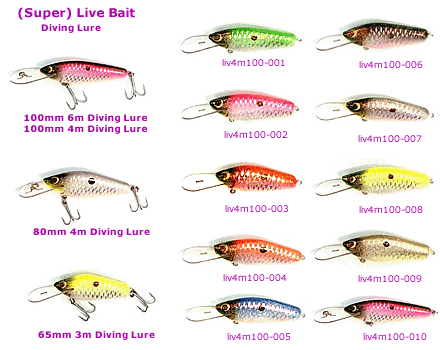 (Super) Live Bait
Diving Lure
100mm 6m Diving Lure
100mm 4m Diving Lure
80mm 4m Diving Lure
65mm 3m Diving Lure
liv4m100-001
liv4m100-002
liv4m100-003
liv4m100-004
liv4m100-005
liv4m100-006
liv4m100-007
liv4m100-008
liv4m100-009
liv4m100-010